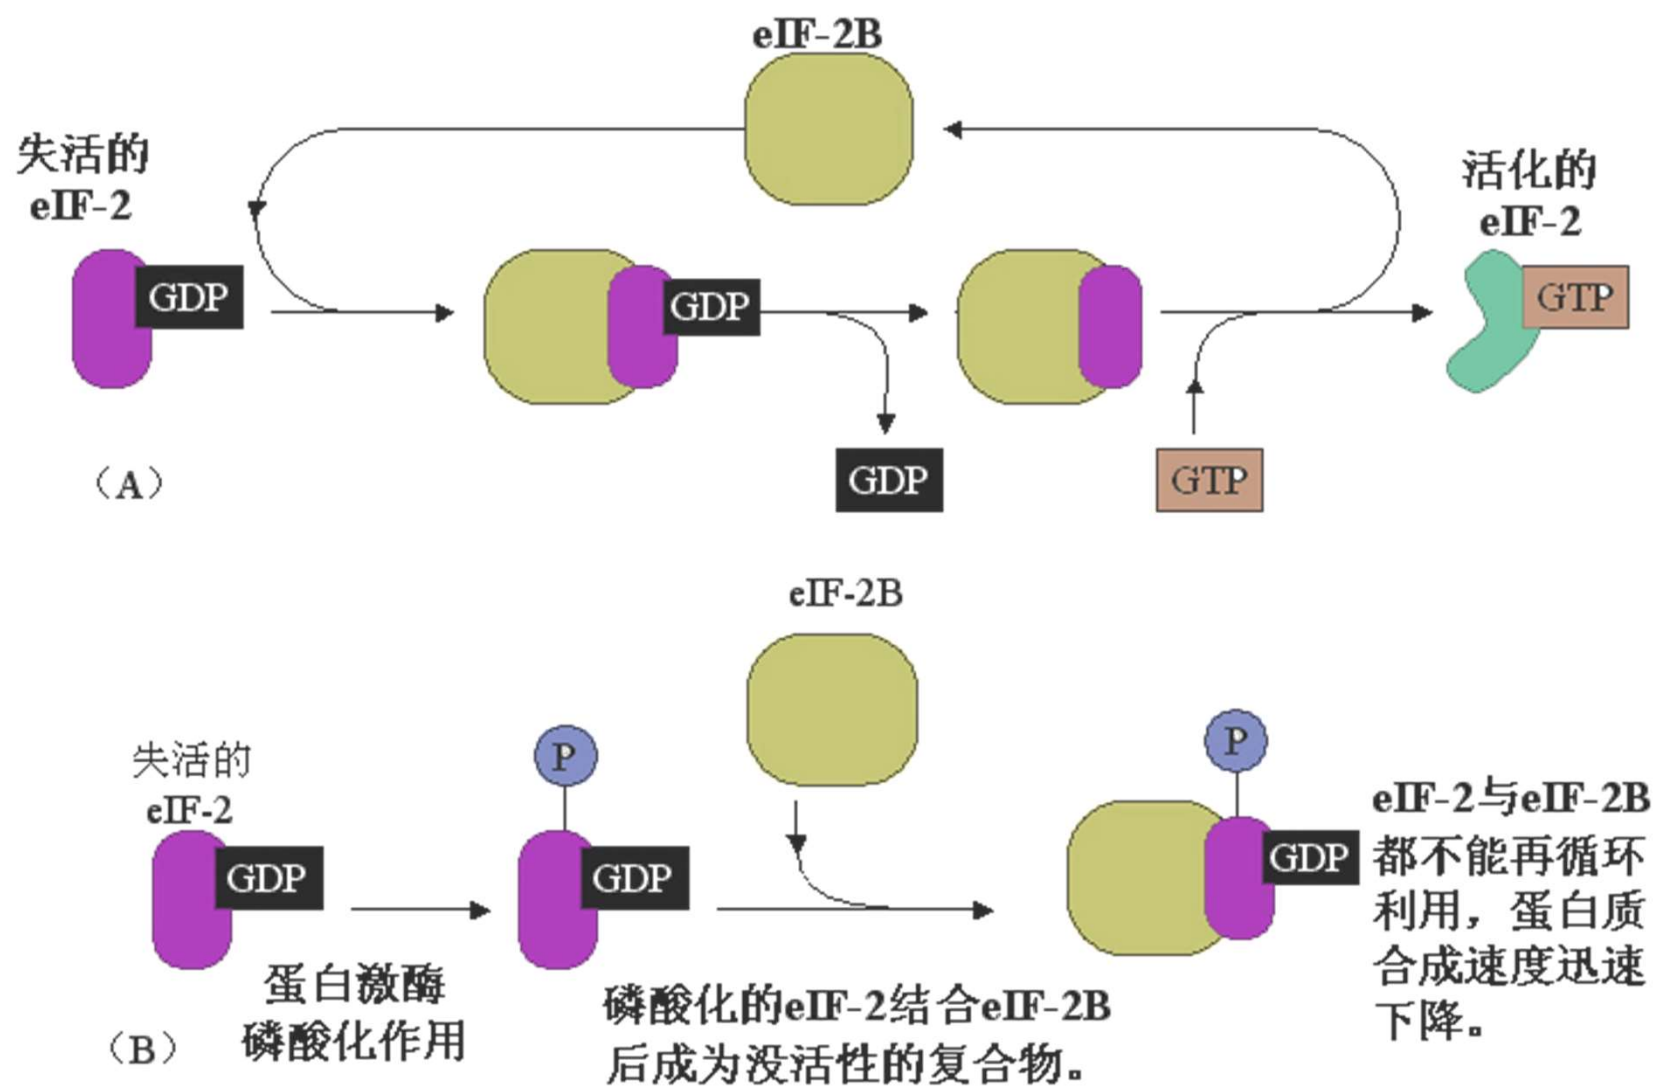 eIF-2B
失活的
eIF-2
活化的
eIF-2
GDP
GDP
GTP
GDP
GTP
（A）
eIF-2B
失活的
eIF-2
P
P
GDP
GDP
GDP
eIF-2与eIF-2B
都不能再循环
利用，蛋白质
合成速度迅速
下降。
蛋白激酶
磷酸化作用
磷酸化的eIF-2结合eIF-2B
后成为没活性的复合物。
（B）